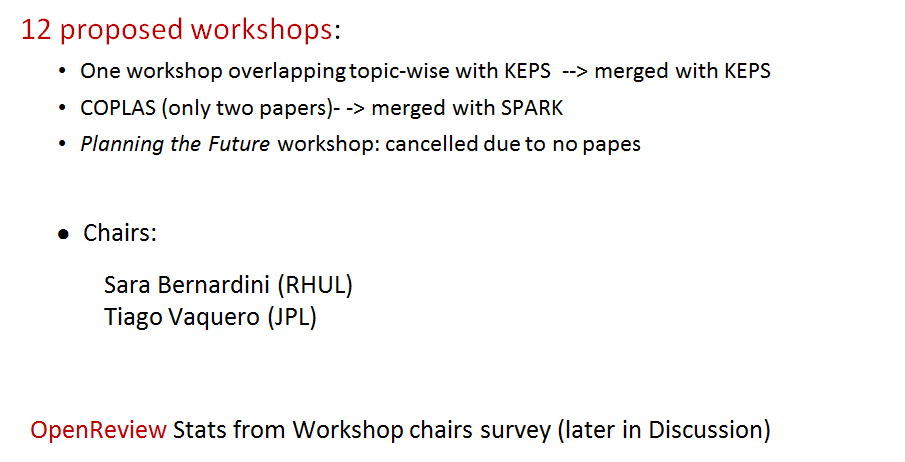 12 proposed workshops:
• One workshop overlapping topic-wise with KEPS --> merged with KEPS
• COPLAS (only two papers)- -> merged with SPARK
• Planning the Future workshop: cancelled due to no papes
● Chairs:
Sara Bernardini (RHUL)
Tiago Vaquero (JPL)
OpenReview Stats from Workshop chairs survey (later in Discussion)